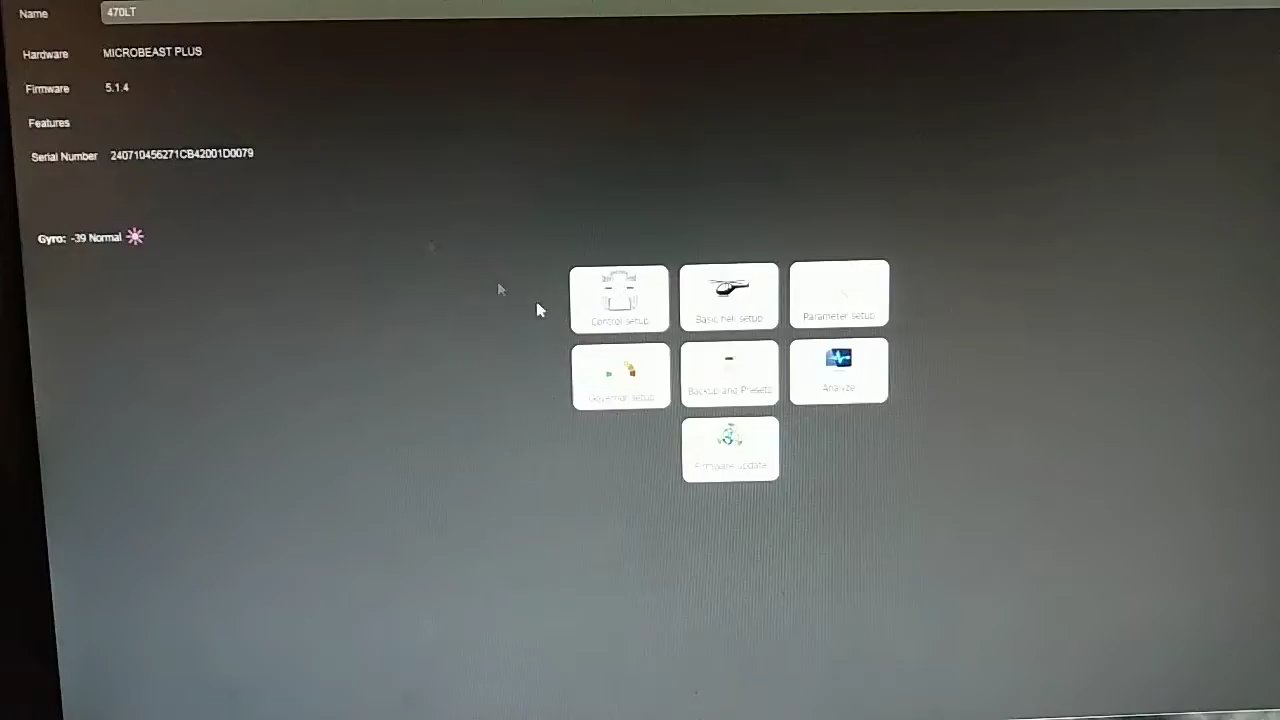 Name 470LT
Hardware MICROBEAST PLUS
Firmware 5.1.4
Features
Serial Number 240710456271CB42001D0079
Gyro: -39 Normal
Control setup
Basic heli setup
Parameter setup
Governor setup
Backup and Presets
Analyze
Firmware update